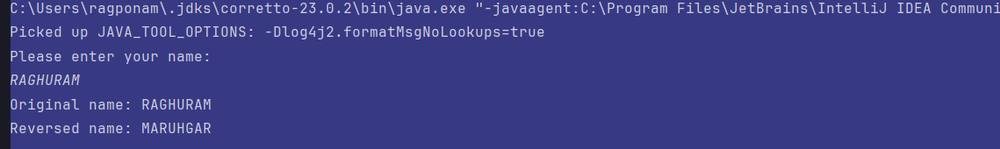 C:\Users\ragponam\.jdks\corretto-23.0.2\bin\java.exe "-javaagent:C:\Program Files\JetBrains\IntelliJ IDEA Communi
Picked up JAVA_TOOL_OPTIONS: -Dlog4j2.formatMsgNoLookups=true
Please enter your name:
RAGHURAM
Original name: RAGHURAM
Reversed name: MARUHGAR